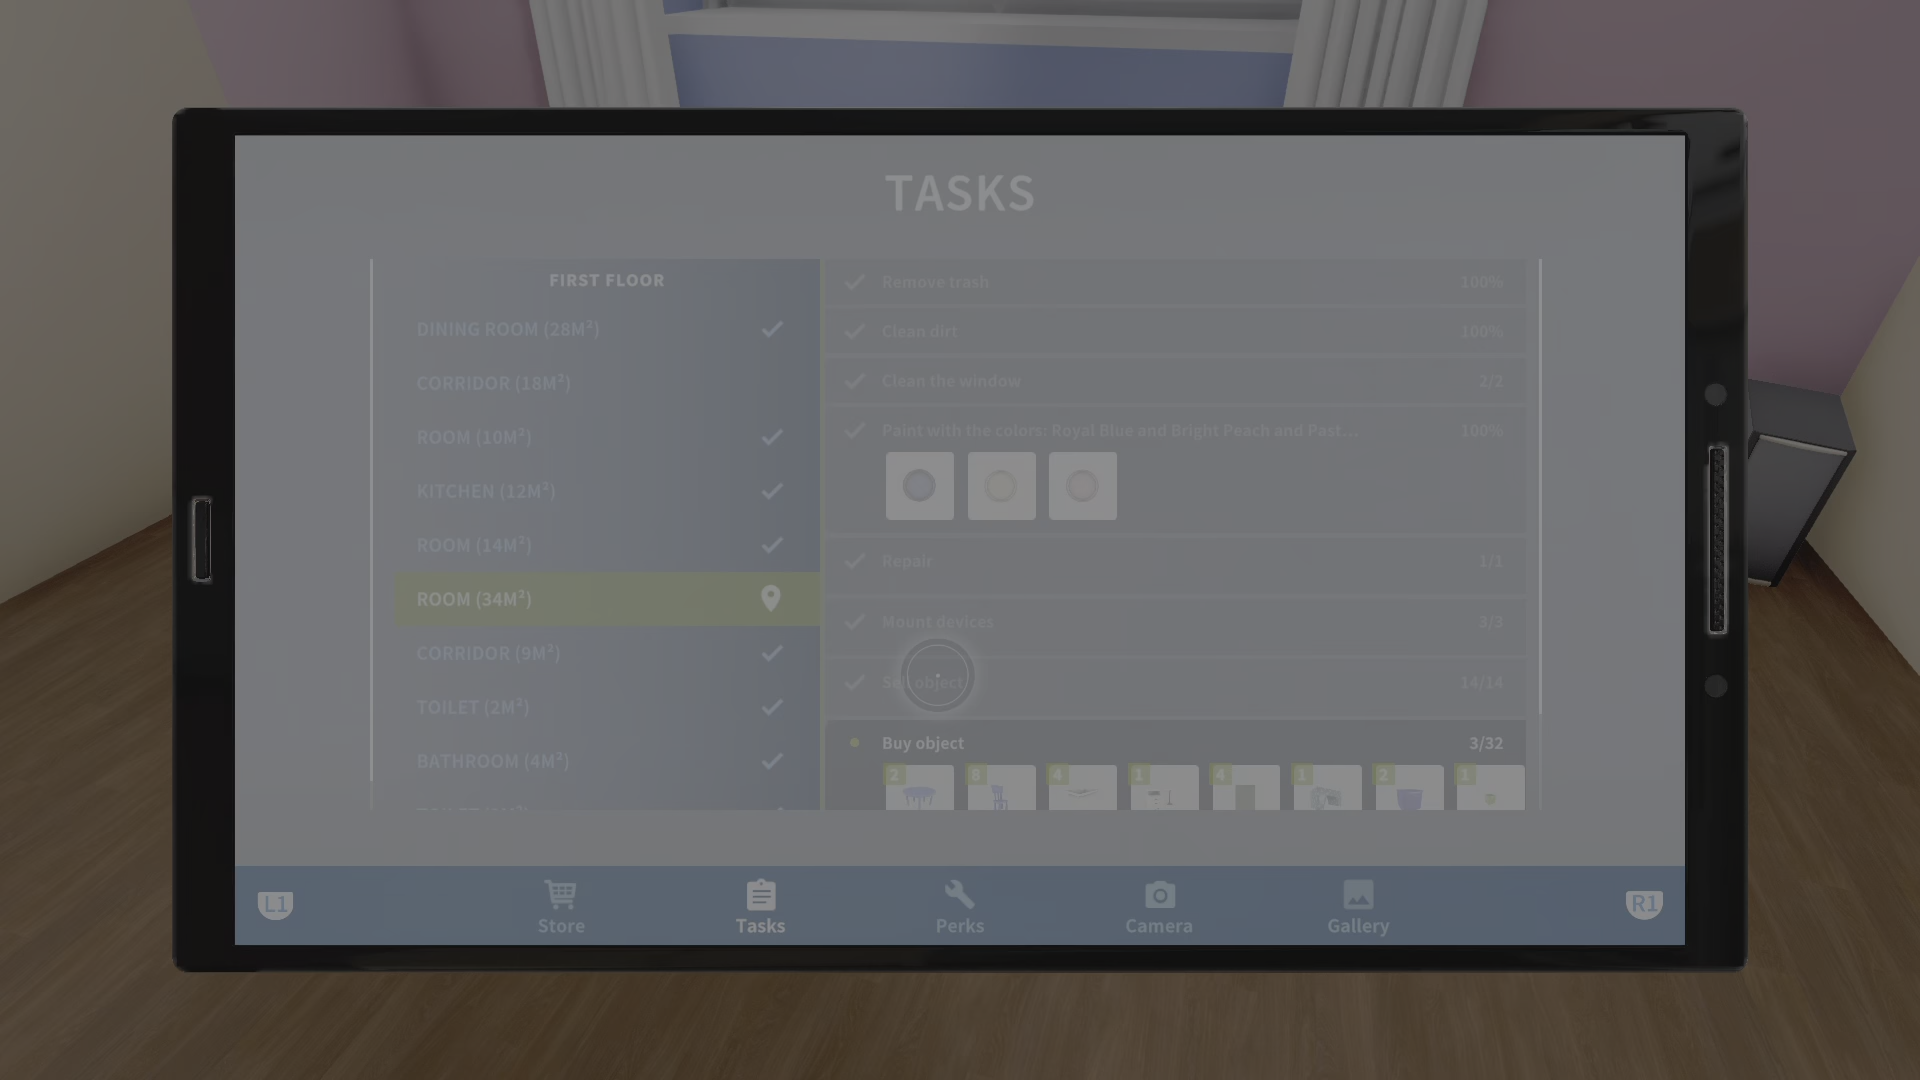 TASKS
FIRST FLOOR
DINING ROOM (28M²)
CORRIDOR (18M²)
ROOM (10M²)
KITCHEN (12M²)
ROOM (14M²)
ROOM (34M²)
CORRIDOR (9M²)
TOILET (2M²)
BATHROOM (4M²)
Remove trash 100%
Clean dirt 100%
Clean the window 2/2
Paint with the colors: Royal Blue and Bright Peach and Past... 100%
Repair 1/1
Mount devices 3/3
Sell object 14/14
Buy object 3/32
2 8 4 1 4 1 2 1
L1 Store Tasks Perks Camera Gallery R1